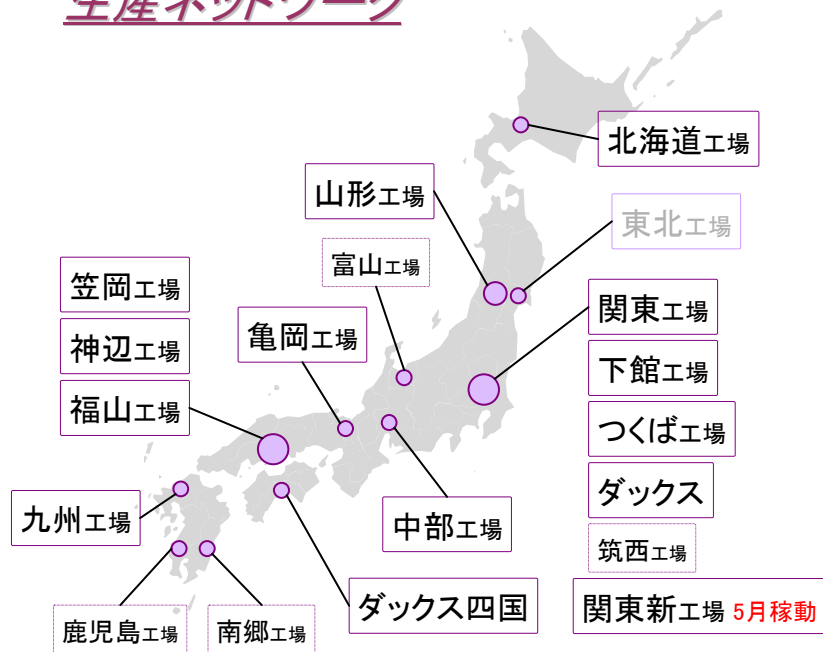 生産ネットワーク
北海道工場
山形工場
東北工場
富山工場
笠岡工場
神辺工場
福山工場
亀岡工場
関東工場
下館工場
つくば工場
ダックス
筑西工場
関東新工場 5月稼動
九州工場
中部工場
ダックス四国
鹿児島工場
南郷工場